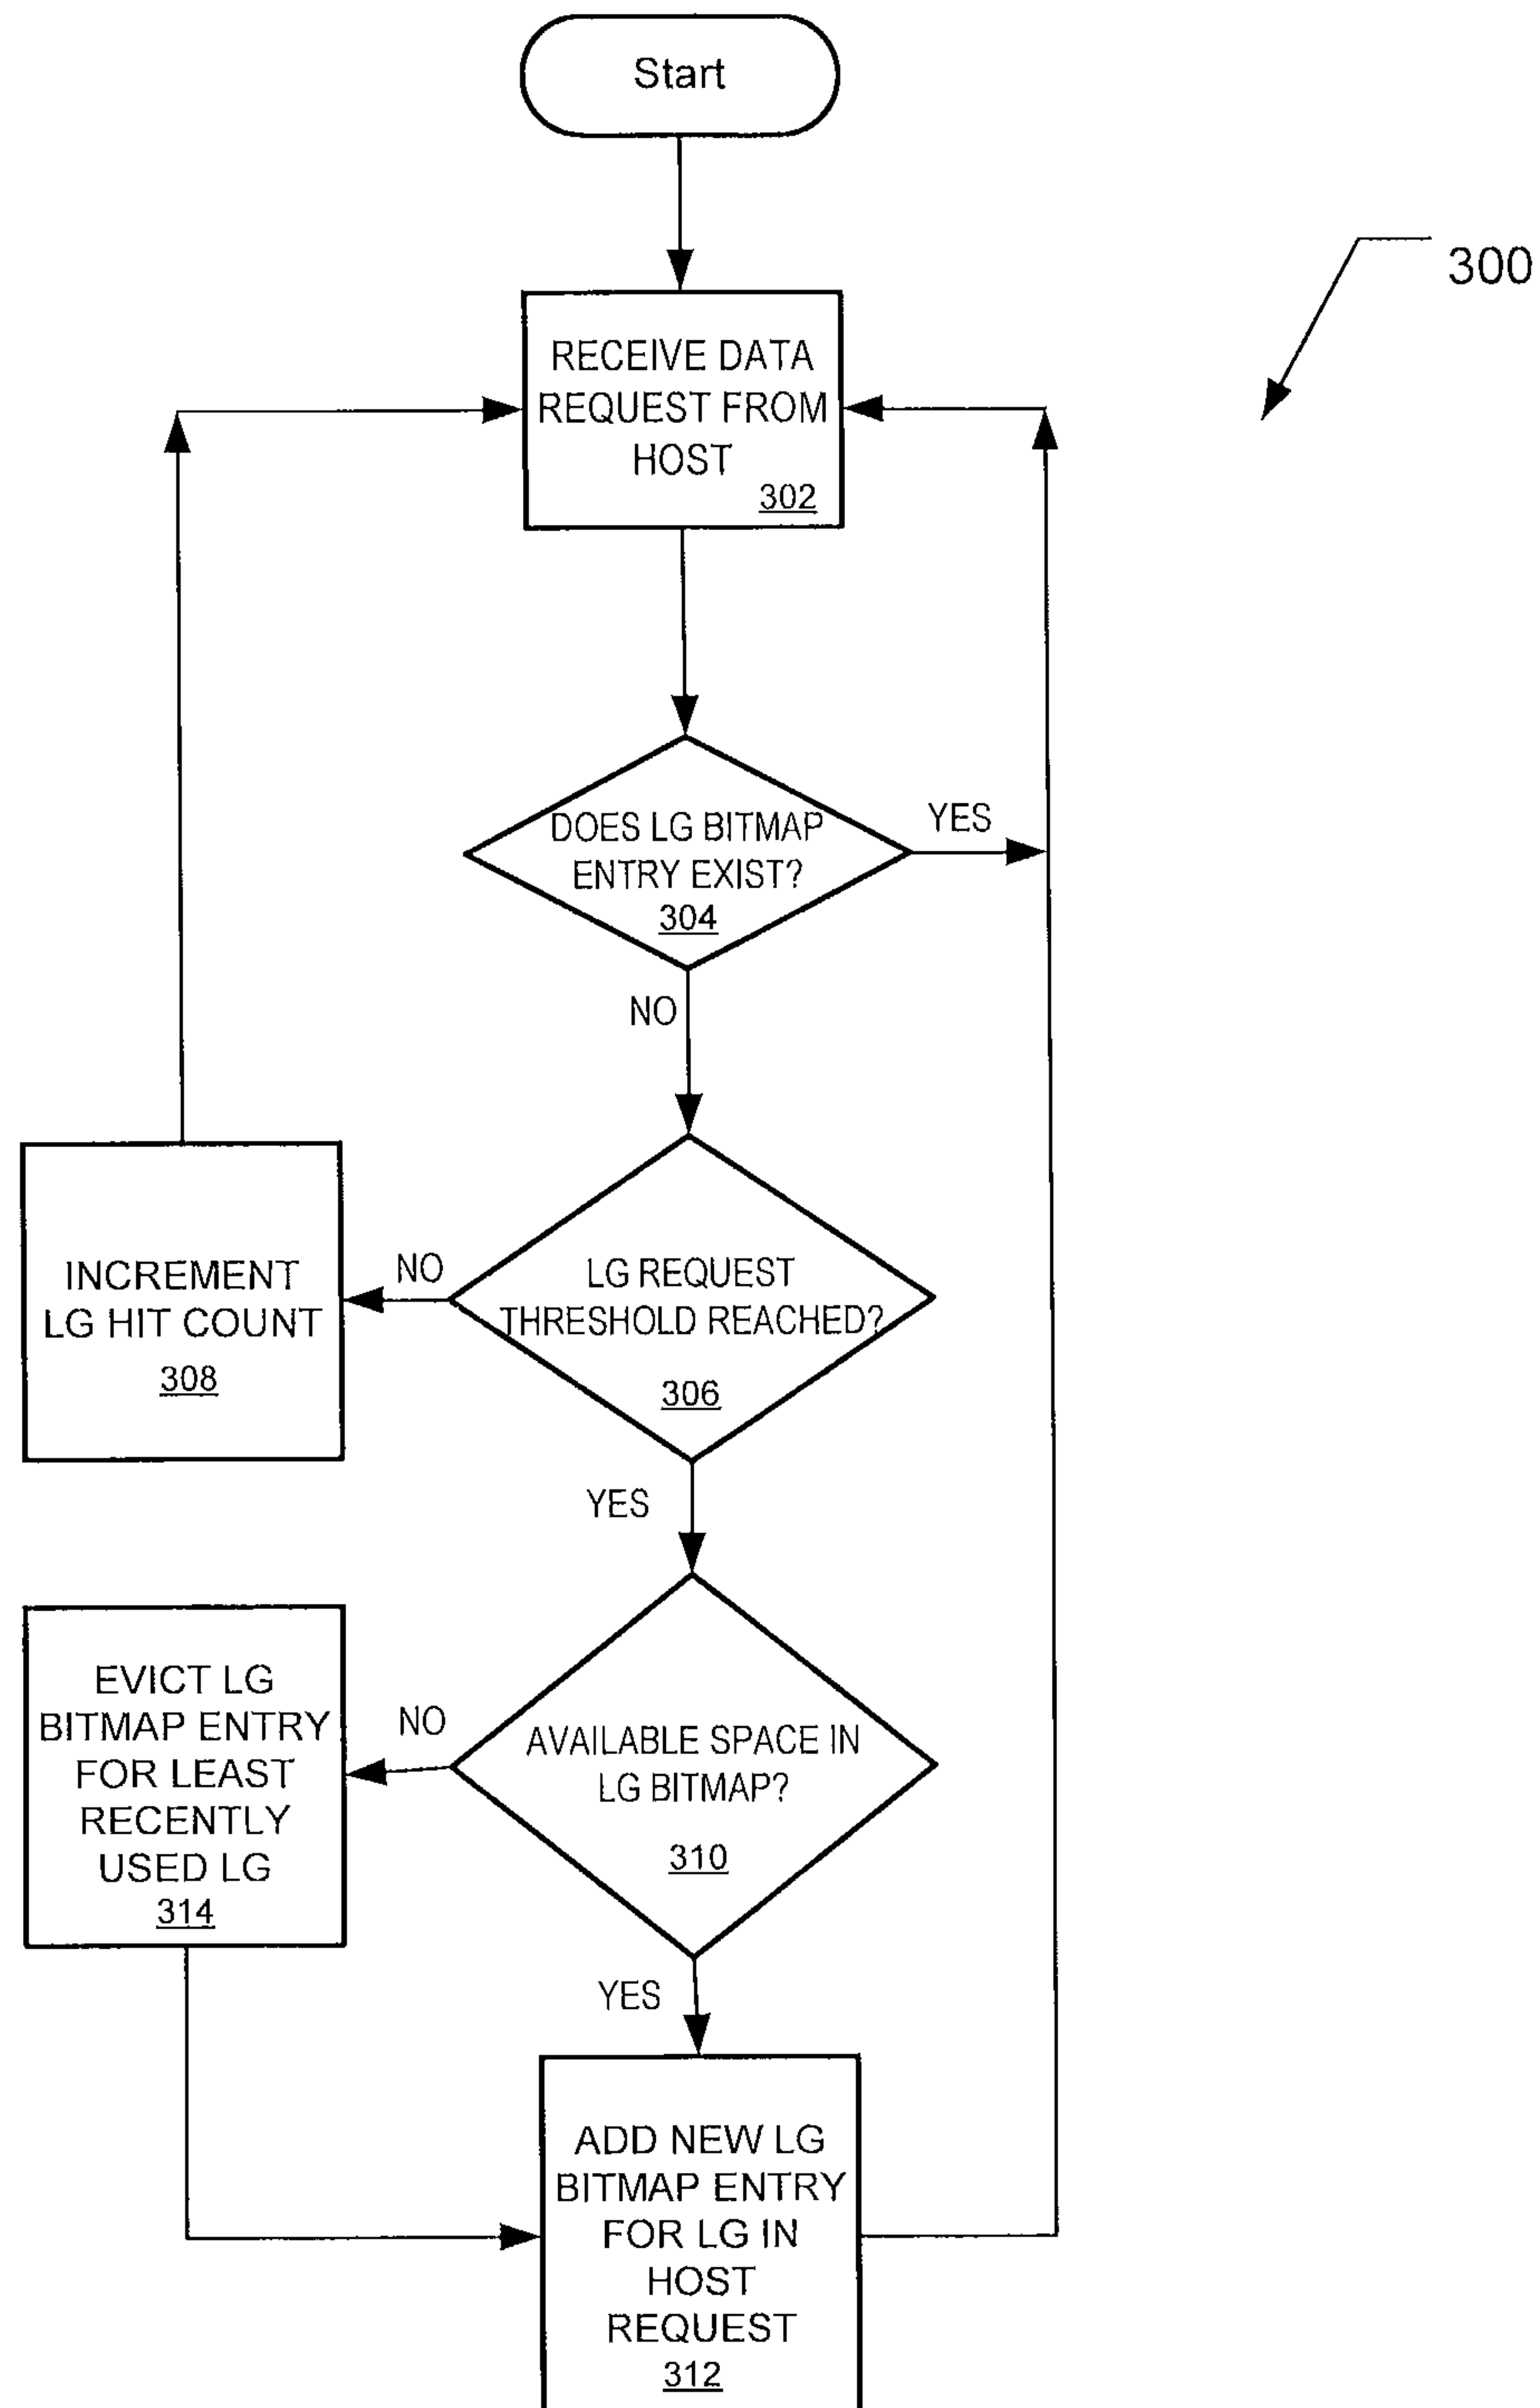 Start
300
RECEIVE DATA
REQUEST FROM
HOST
302
DOES LG BITMAP
ENTRY EXIST?
304
YES
NO
LG REQUEST
THRESHOLD REACHED?
306
NO
INCREMENT
LG HIT COUNT
308
YES
AVAILABLE SPACE IN
LG BITMAP?
310
NO
EVICT LG
BITMAP ENTRY
FOR LEAST
RECENTLY
USED LG
314
YES
ADD NEW LG
BITMAP ENTRY
FOR LG IN
HOST
REQUEST
312